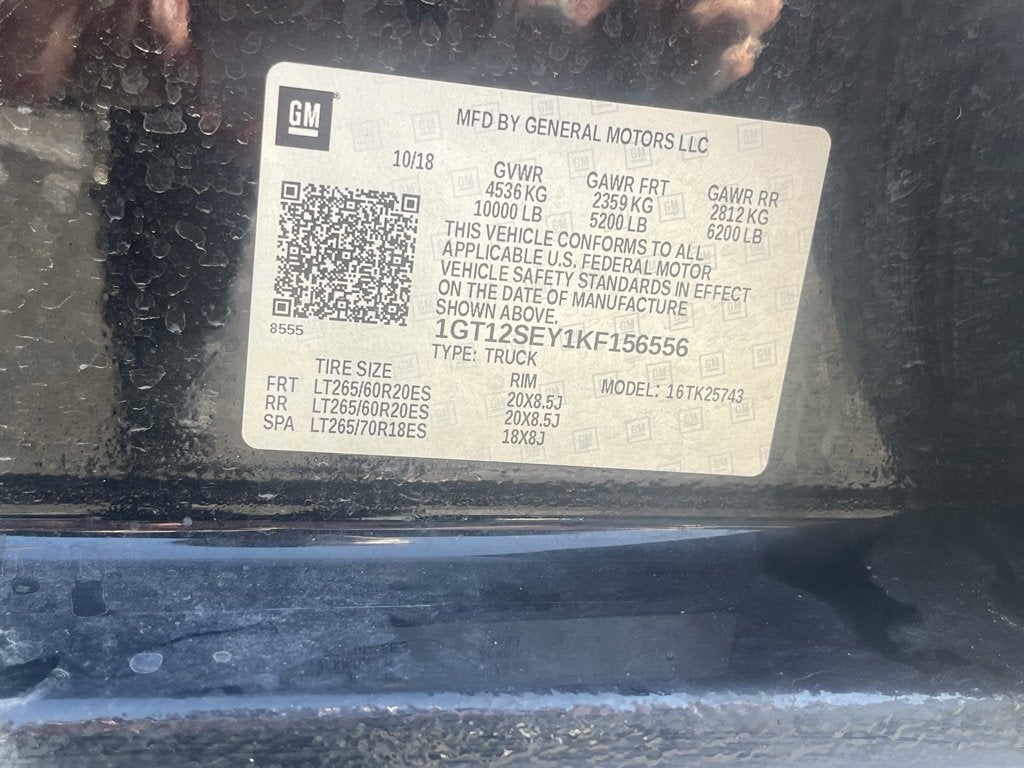 GM
MFD BY GENERAL MOTORS LLC
10/18
GVWR GAWR FRT GAWR RR
4536 KG 2359 KG 2812 KG
10000 LB 5200 LB 6200 LB
THIS VEHICLE CONFORMS TO ALL
APPLICABLE U.S. FEDERAL MOTOR
VEHICLE SAFETY STANDARDS IN EFFECT
ON THE DATE OF MANUFACTURE
SHOWN ABOVE.
8555
1GT12SEY1KF156556
TYPE: TRUCK
TIRE SIZE RIM MODEL: 16TK25743
FRT LT265/60R20ES 20X8.5J
RR LT265/60R20ES 20X8.5J
SPA LT265/70R18ES 18X8J